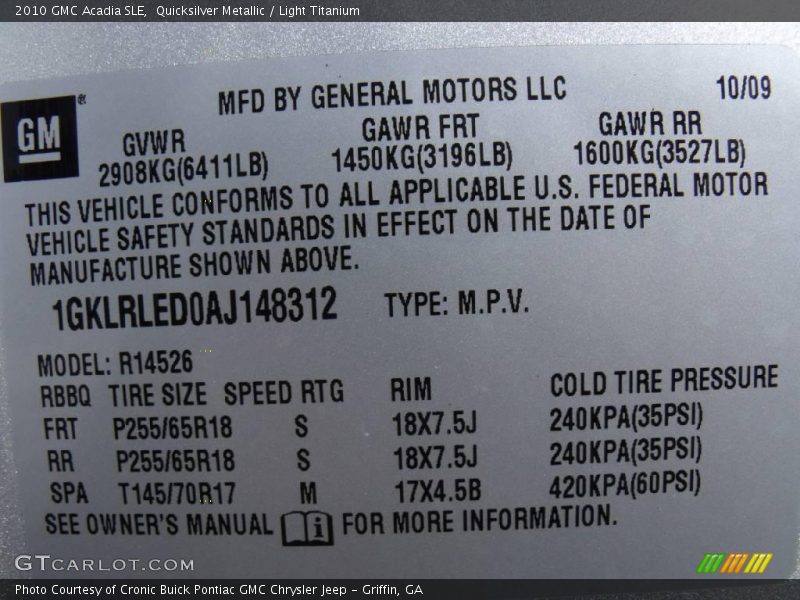 2010 GMC Acadia SLE,  Quicksilver Metallic / Light Titanium
MFD BY GENERAL MOTORS LLC 10/09
GM®
GVWR GAWR FRT GAWR RR
2908KG(6411LB) 1450KG(3196LB) 1600KG(3527LB)
THIS VEHICLE CONFORMS TO ALL APPLICABLE U.S. FEDERAL MOTOR
VEHICLE SAFETY STANDARDS IN EFFECT ON THE DATE OF
MANUFACTURE SHOWN ABOVE.
1GKLRLED0AJ148312 TYPE: M.P.V.
MODEL: R14526
RBBQ TIRE SIZE SPEED RTG RIM COLD TIRE PRESSURE
FRT P255/65R18 S 18X7.5J 240KPA(35PSI)
RR P255/65R18 S 18X7.5J 240KPA(35PSI)
SPA T145/70R17 M 17X4.5B 420KPA(60PSI)
SEE OWNER'S MANUAL i FOR MORE INFORMATION.
GTCARLOT.COM
Photo Courtesy of Cronic Buick Pontiac GMC Chrysler Jeep – Griffin, GA